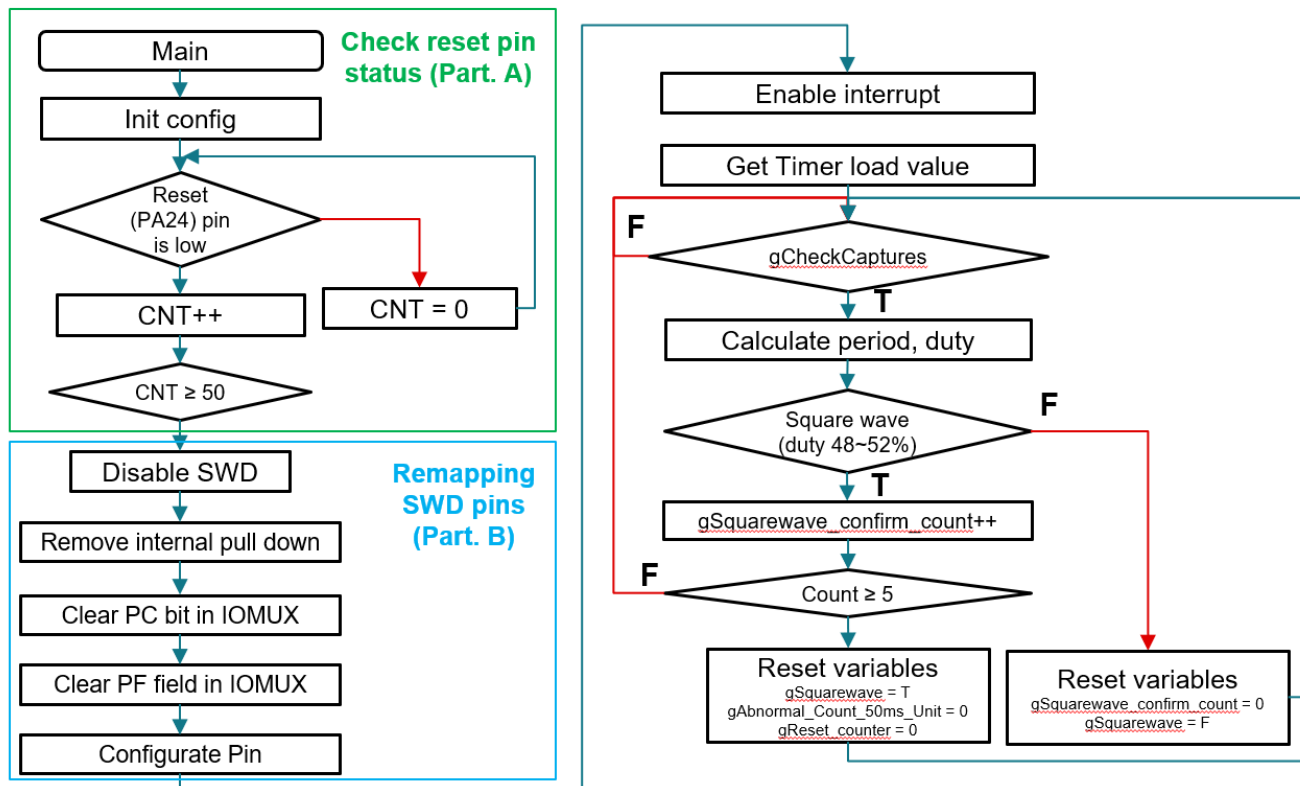 Main
Check reset pin
status (Part. A)
Init config
Reset
(PA24) pin
is low
CNT++
CNT = 0
CNT ≥ 50
Disable SWD
Remapping
SWD pins
(Part. B)
Remove internal pull down
Clear PC bit in IOMUX
Clear PF field in IOMUX
Configurate Pin
Enable interrupt
Get Timer load value
F
gCheckCaptures
T
Calculate period, duty
Square wave
(duty 48~52%)
F
T
gSquarewave_confirm_count++
F
Count ≥ 5
Reset variables
gSquarewave = T
gAbnormal_Count_50ms_Unit = 0
gReset_counter = 0
Reset variables
gSquarewave_confirm_count = 0
gSquarewave = F